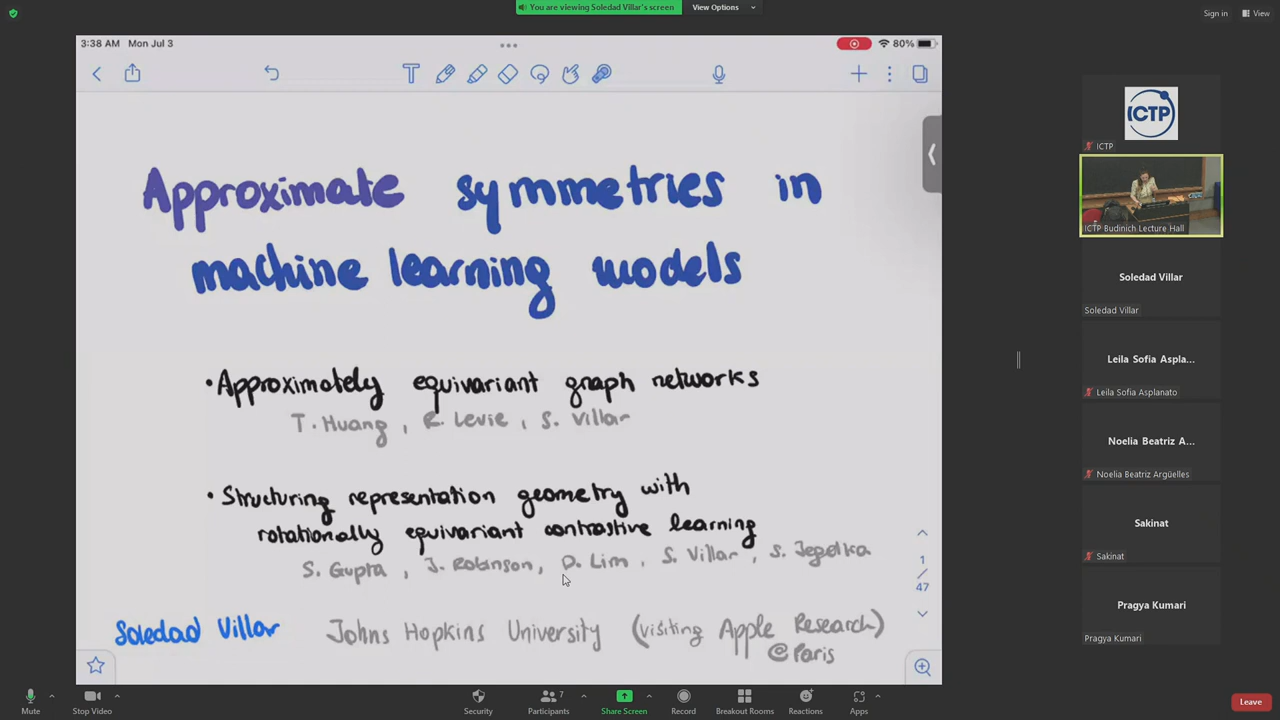 You are viewing Soledad Villar's screen
View Options
Sign in
View
3:38 AM Mon Jul 3
80%
Approximate symmetries in
machine learning models
• Approximately equivariant graph networks
T. Huang, R. Levie, S. Villar
• Structuring representation geometry with
rotationally equivariant contrastive learning
S. Gupta, J. Robinson, D. Lim, S. Villar, S. Jegelka
Soledad Villar Johns Hopkins University (visiting Apple Research)
@Paris
1
/
47
ICTP
ICTP
ICTP Budinich Lecture Hall
Soledad Villar
Soledad Villar
Leila Sofia Aspla...
Leila Sofia Asplanato
Noelia Beatriz A...
Noelia Beatriz Argüelles
Sakinat
Sakinat
Pragya Kumari
Pragya Kumari
Mute
Stop Video
Security
Participants
7
Share Screen
Record
Breakout Rooms
Reactions
Apps
Leave